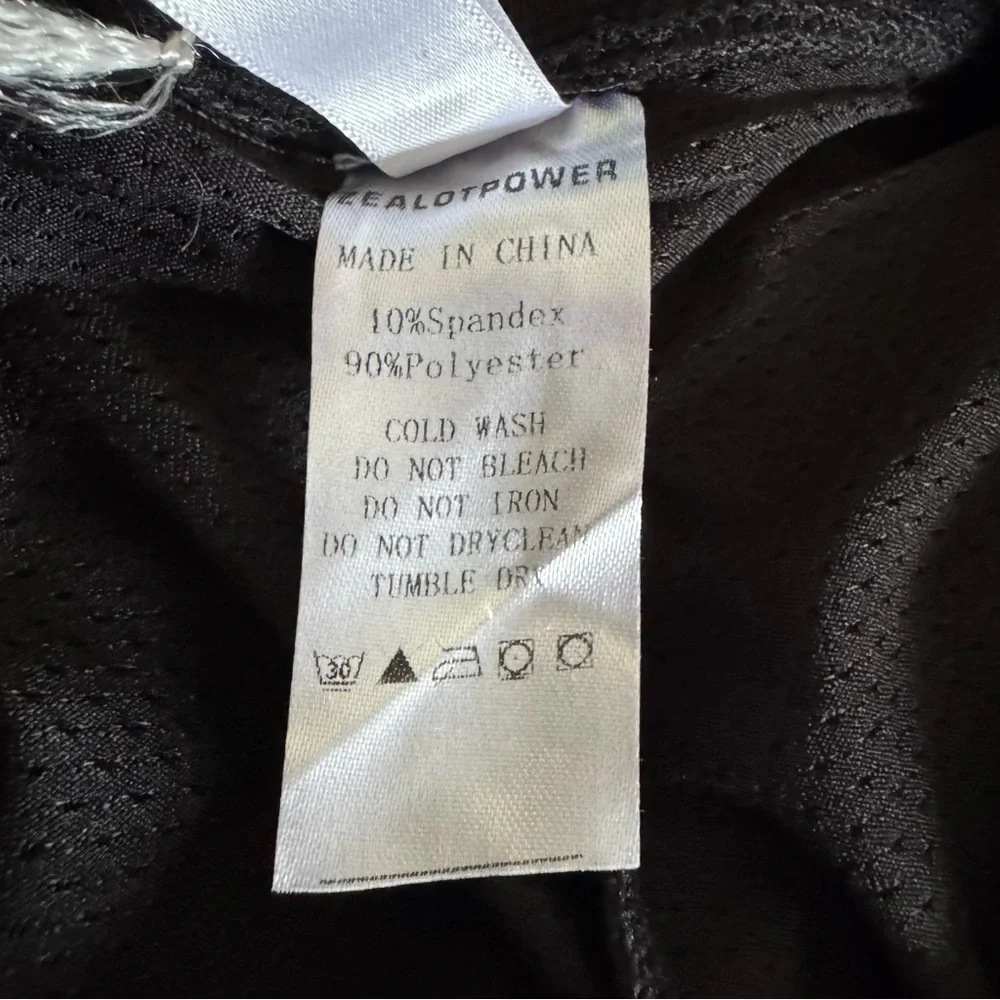 ZEALOTPOWER
MADE IN CHINA
10%Spandex
90%Polyester
COLD WASH
DO NOT BLEACH
DO NOT IRON
DO NOT DRYCLEAN
TUMBLE DRY
30